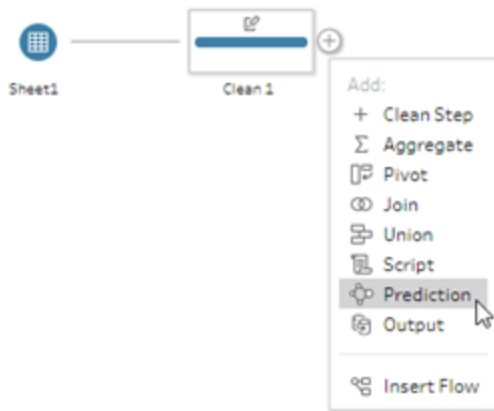 Sheet1
Clean 1
Add:
Clean Step
Aggregate
Pivot
Join
Union
Script
Prediction
Output
Insert Flow